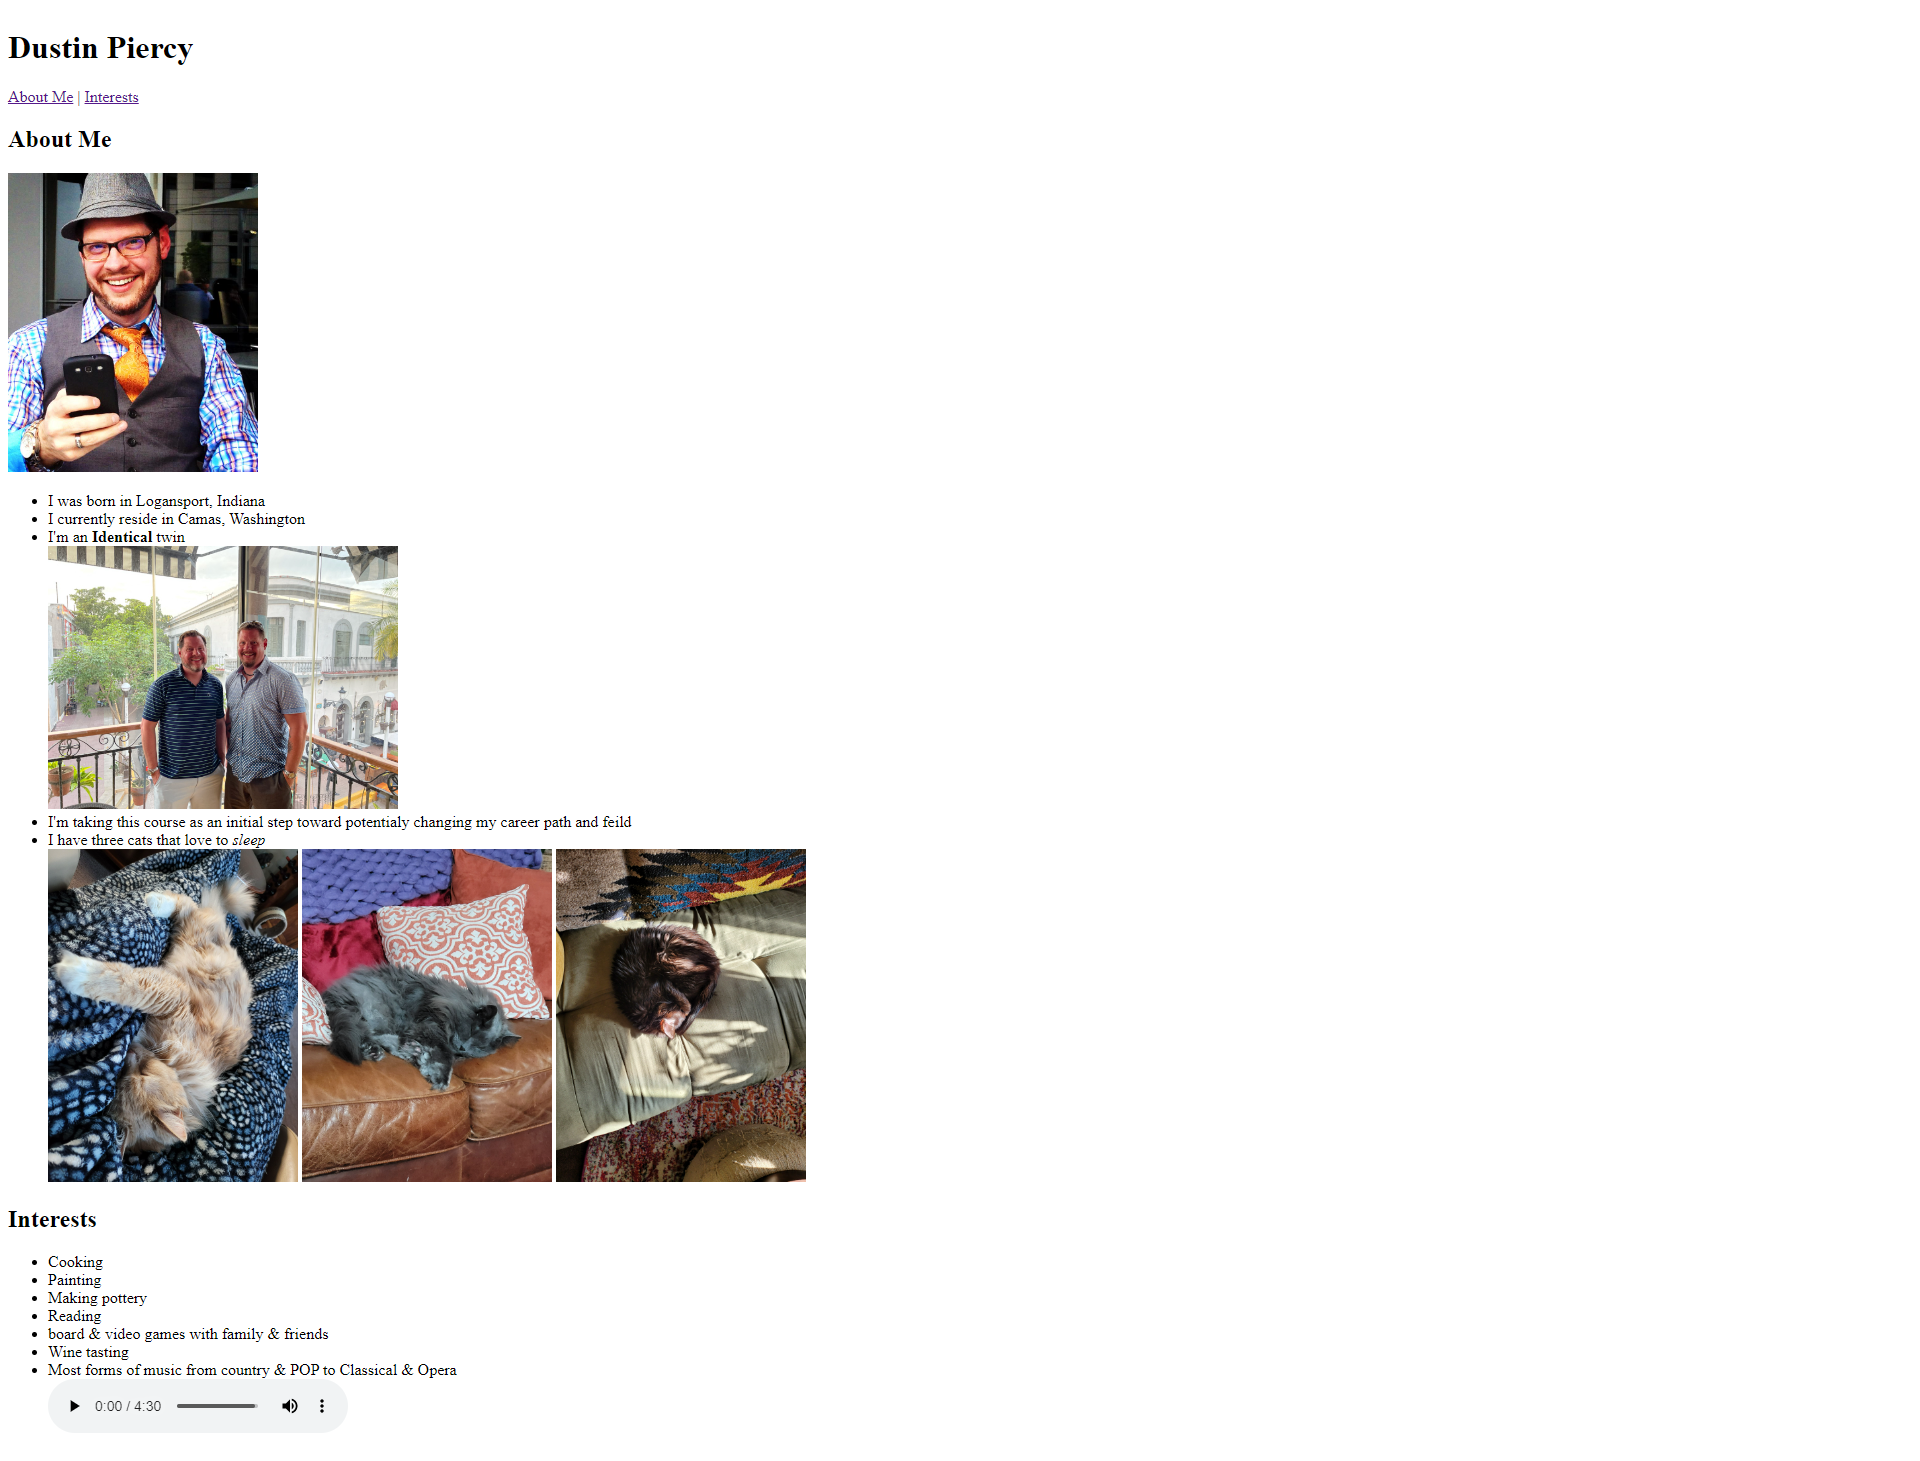 Dustin Piercy
About Me | Interests
About Me
I was born in Logansport, Indiana
I currently reside in Camas, Washington
I'm an Identical twin
I'm taking this course as an initial step toward potentialy changing my career path and feild
I have three cats that love to sleep
Interests
Cooking
Painting
Making pottery
Reading
board & video games with family & friends
Wine tasting
Most forms of music from country & POP to Classical & Opera
0:00 / 4:30